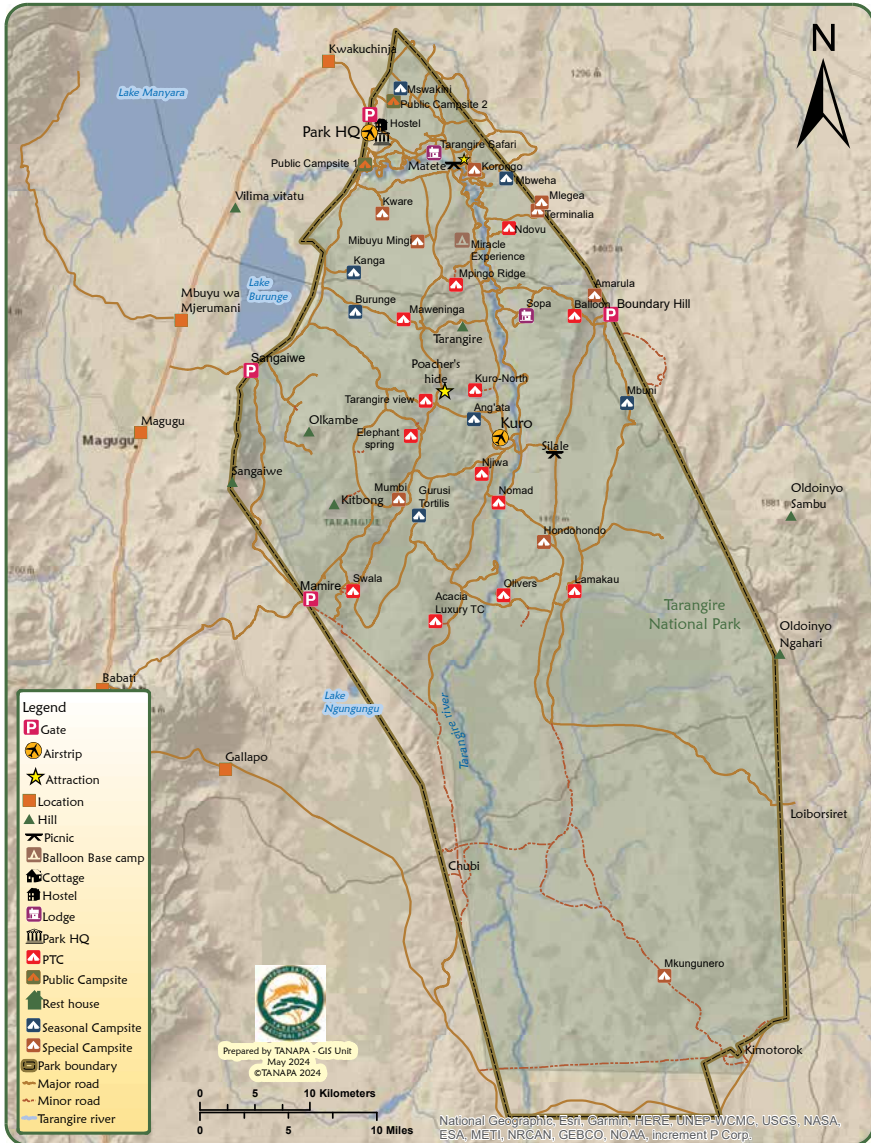 N
Kwakuchinja
Lake Manyara
1296 m
Mswakini
Public Campsite 2
Hostel
Park HQ
Tarangire Safari
Public Campsite 1
Matete
Korongo
Mbweha
Vilima vitatu
Kware
Mlegea
Terminalia
Ndovu
Mibuyu Ming
Miracle
Experience
Kanga
Mpingo Ridge
Lake
Burunge
Amarula
Mbuyu wa
Mjerumani
Burunge
Maweninga
Sopa
Balloon
Boundary Hill
Tarangire
Sangaiwe
Poacher's
hide
Kuro-North
Mbuni
Tarangire view
Ang'ata
Magugu
Magugu
Olkambe
Elephant
spring
Kuro
Silale
Sangaiwe
Njiwa
Mumbi
Gurusi
Tortilis
Nomad
Kitbong
TARANGIRE
Oldoinyo
Sambu
Hondohondo
Mamire
Swala
Acacia
Luxury TC
Olivers
Lamakau
Tarangire
National Park
Oldoinyo
Ngahari
Babati
Lake
Ngungungu
Tarangire river
Gallapo
Loiborsiret
Chubi
Mkungunero
Kimotorok
Legend
Gate
Airstrip
Attraction
Location
Hill
Picnic
Balloon Base camp
Cottage
Hostel
Lodge
Park HQ
PTC
Public Campsite
Rest house
Seasonal Campsite
Special Campsite
Park boundary
Major road
Minor road
Tarangire river
TANZANIA
NATIONAL PARKS
Prepared by TANAPA - GIS Unit
May 2024
©TANAPA 2024
0 5 10 Kilometers
0 5 10 Miles
National Geographic, Esri, Garmin, HERE, UNEP-WCMC, USGS, NASA,
ESA, METI, NRCAN, GEBCO, NOAA, increment P Corp.